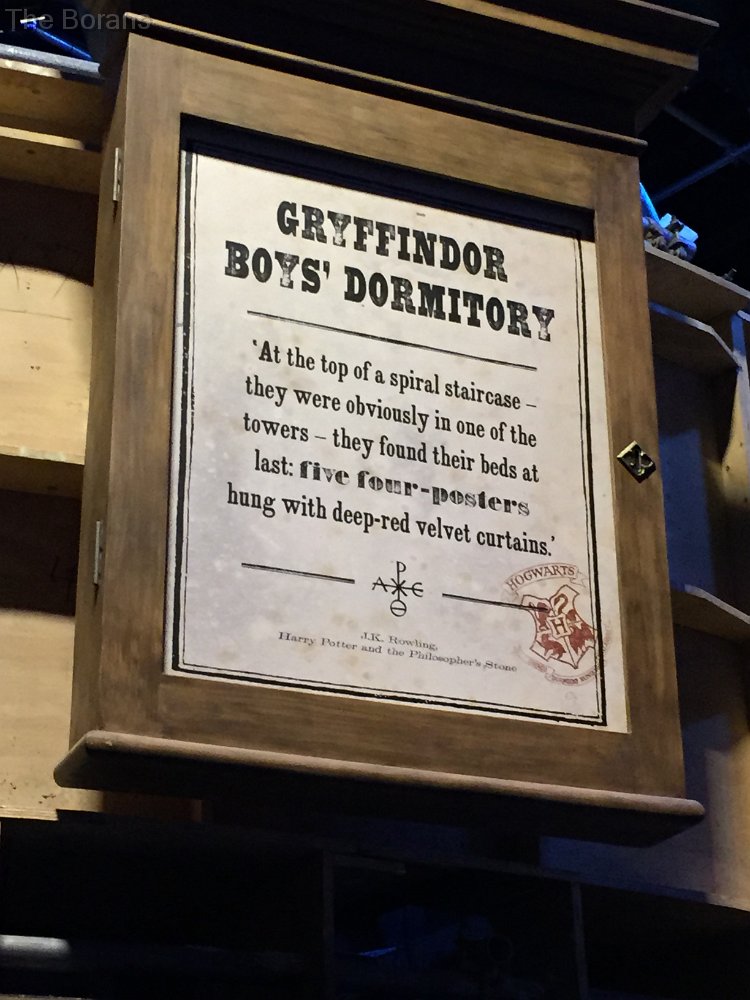 The Borans
GRYFFINDOR
BOYS' DORMITORY
'At the top of a spiral staircase –
they were obviously in one of the
towers – they found their beds at
last: five four-posters
hung with deep-red velvet curtains.'
J.K. Rowling,
Harry Potter and the Philosopher's Stone
HOGWARTS
H